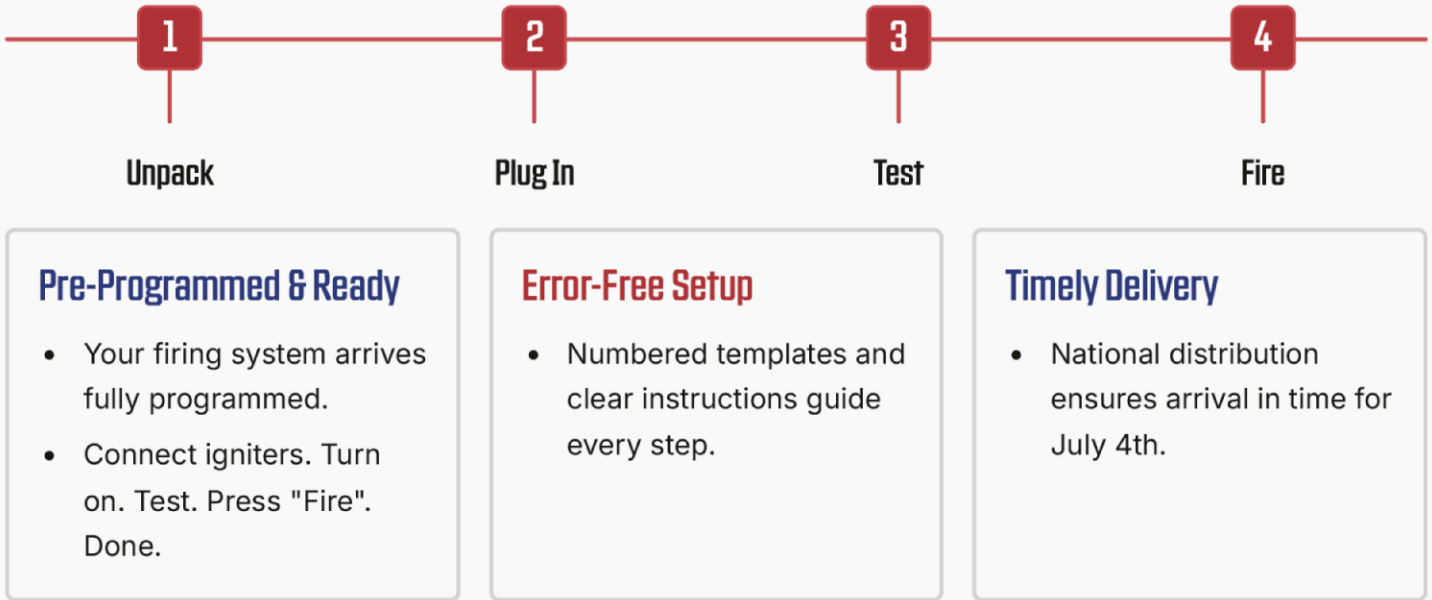 1
2
3
4
Unpack
Plug In
Test
Fire
Pre-Programmed & Ready
• Your firing system arrives
fully programmed.
• Connect igniters. Turn
on. Test. Press "Fire".
Done.
Error-Free Setup
• Numbered templates and
clear instructions guide
every step.
Timely Delivery
• National distribution
ensures arrival in time for
July 4th.